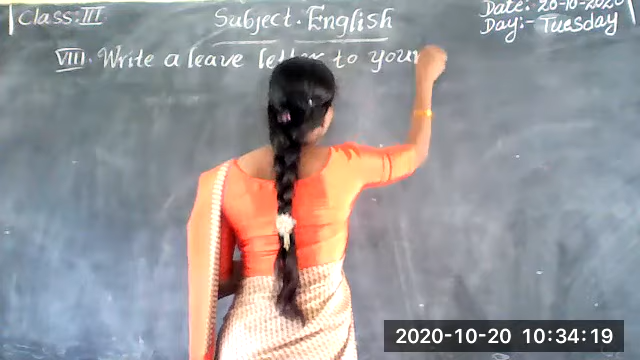 Class: III
Subject. English
Date: 20-10-2020
Day:- Tuesday
VIII. Write a leave letter to your
2020-10-20 10:34:19